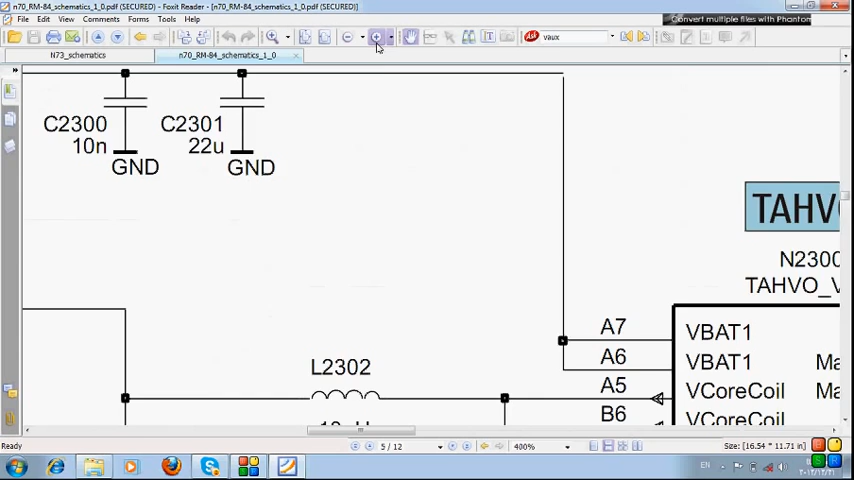 n70_RM-84_schematics_1_0.pdf (SECURED) - Foxit Reader - [n70_RM-84_schematics_1_0.pdf (SECURED)]
File Edit View Comments Forms Tools Help
Convert multiple files with Phantom
Ask vaux
N73_schematics n70_RM-84_schematics_1_0
C2300 C2301
10n 22u
GND GND
TAHV
N2300
TAHVO_V
A7 VBAT1
L2302 A6 VBAT1 Ma
A5 VCoreCoil Ma
B6 VCoreCoil
Ready 5 / 12 400% Size: [16.54 * 11.71 in]
EN